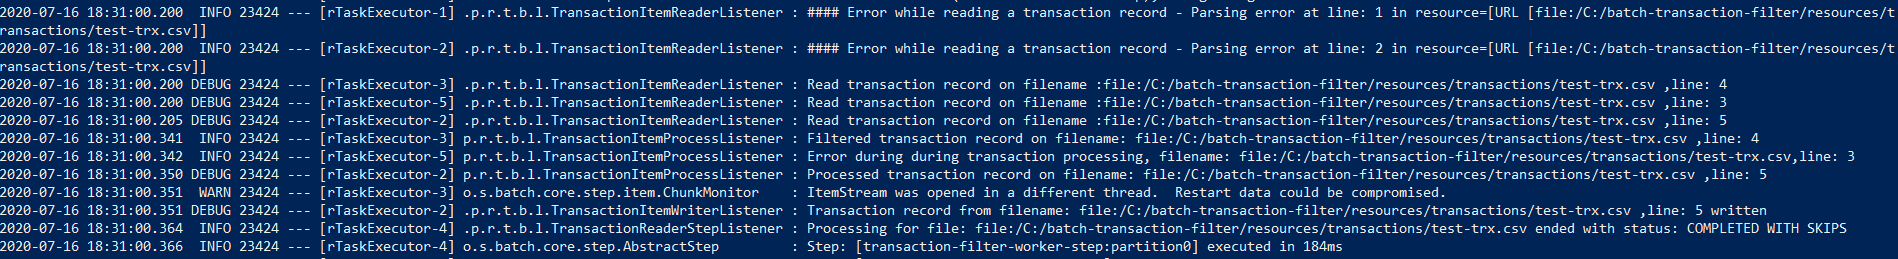 2020-07-16 18:31:00.200  INFO 23424 --- [rTaskExecutor-1] .p.r.t.b.l.TransactionItemReaderListener : #### Error while reading a transaction record - Parsing error at line: 1 in resource=[URL [file:/C:/batch-transaction-filter/resources/t
ransactions/test-trx.csv]]
2020-07-16 18:31:00.200  INFO 23424 --- [rTaskExecutor-2] .p.r.t.b.l.TransactionItemReaderListener : #### Error while reading a transaction record - Parsing error at line: 2 in resource=[URL [file:/C:/batch-transaction-filter/resources/t
ransactions/test-trx.csv]]
2020-07-16 18:31:00.200 DEBUG 23424 --- [rTaskExecutor-3] .p.r.t.b.l.TransactionItemReaderListener : Read transaction record on filename :file:/C:/batch-transaction-filter/resources/transactions/test-trx.csv ,line: 4
2020-07-16 18:31:00.200 DEBUG 23424 --- [rTaskExecutor-5] .p.r.t.b.l.TransactionItemReaderListener : Read transaction record on filename :file:/C:/batch-transaction-filter/resources/transactions/test-trx.csv ,line: 3
2020-07-16 18:31:00.205 DEBUG 23424 --- [rTaskExecutor-2] .p.r.t.b.l.TransactionItemReaderListener : Read transaction record on filename :file:/C:/batch-transaction-filter/resources/transactions/test-trx.csv ,line: 5
2020-07-16 18:31:00.341  INFO 23424 --- [rTaskExecutor-3] p.r.t.b.l.TransactionItemProcessListener : Filtered transaction record on filename: file:/C:/batch-transaction-filter/resources/transactions/test-trx.csv ,line: 4
2020-07-16 18:31:00.342  INFO 23424 --- [rTaskExecutor-5] p.r.t.b.l.TransactionItemProcessListener : Error during during transaction processing, filename: file:/C:/batch-transaction-filter/resources/transactions/test-trx.csv,line: 3
2020-07-16 18:31:00.350 DEBUG 23424 --- [rTaskExecutor-2] p.r.t.b.l.TransactionItemProcessListener : Processed transaction record on filename: file:/C:/batch-transaction-filter/resources/transactions/test-trx.csv ,line: 5
2020-07-16 18:31:00.351  WARN 23424 --- [rTaskExecutor-3] o.s.batch.core.step.item.ChunkMonitor    : ItemStream was opened in a different thread.  Restart data could be compromised.
2020-07-16 18:31:00.351 DEBUG 23424 --- [rTaskExecutor-2] .p.r.t.b.l.TransactionItemWriterListener : Transaction record from filename: file:/C:/batch-transaction-filter/resources/transactions/test-trx.csv ,line: 5 written
2020-07-16 18:31:00.364  INFO 23424 --- [rTaskExecutor-4] .p.r.t.b.l.TransactionReaderStepListener : Processing for file: file:/C:/batch-transaction-filter/resources/transactions/test-trx.csv ended with status: COMPLETED WITH SKIPS
2020-07-16 18:31:00.366  INFO 23424 --- [rTaskExecutor-4] o.s.batch.core.step.AbstractStep         : Step: [transaction-filter-worker-step:partition0] executed in 184ms